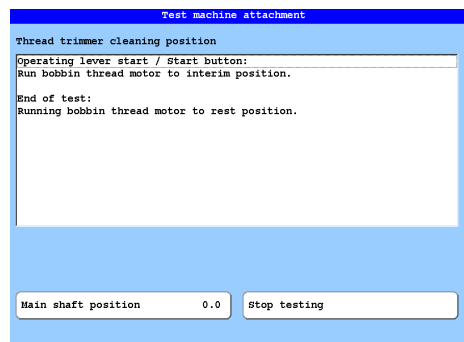 Test machine attachment
Thread trimmer cleaning position
Operating lever start / Start button:
Run bobbin thread motor to interim position.
End of test:
Running bobbin thread motor to rest position.
Main shaft position 0.0 Stop testing